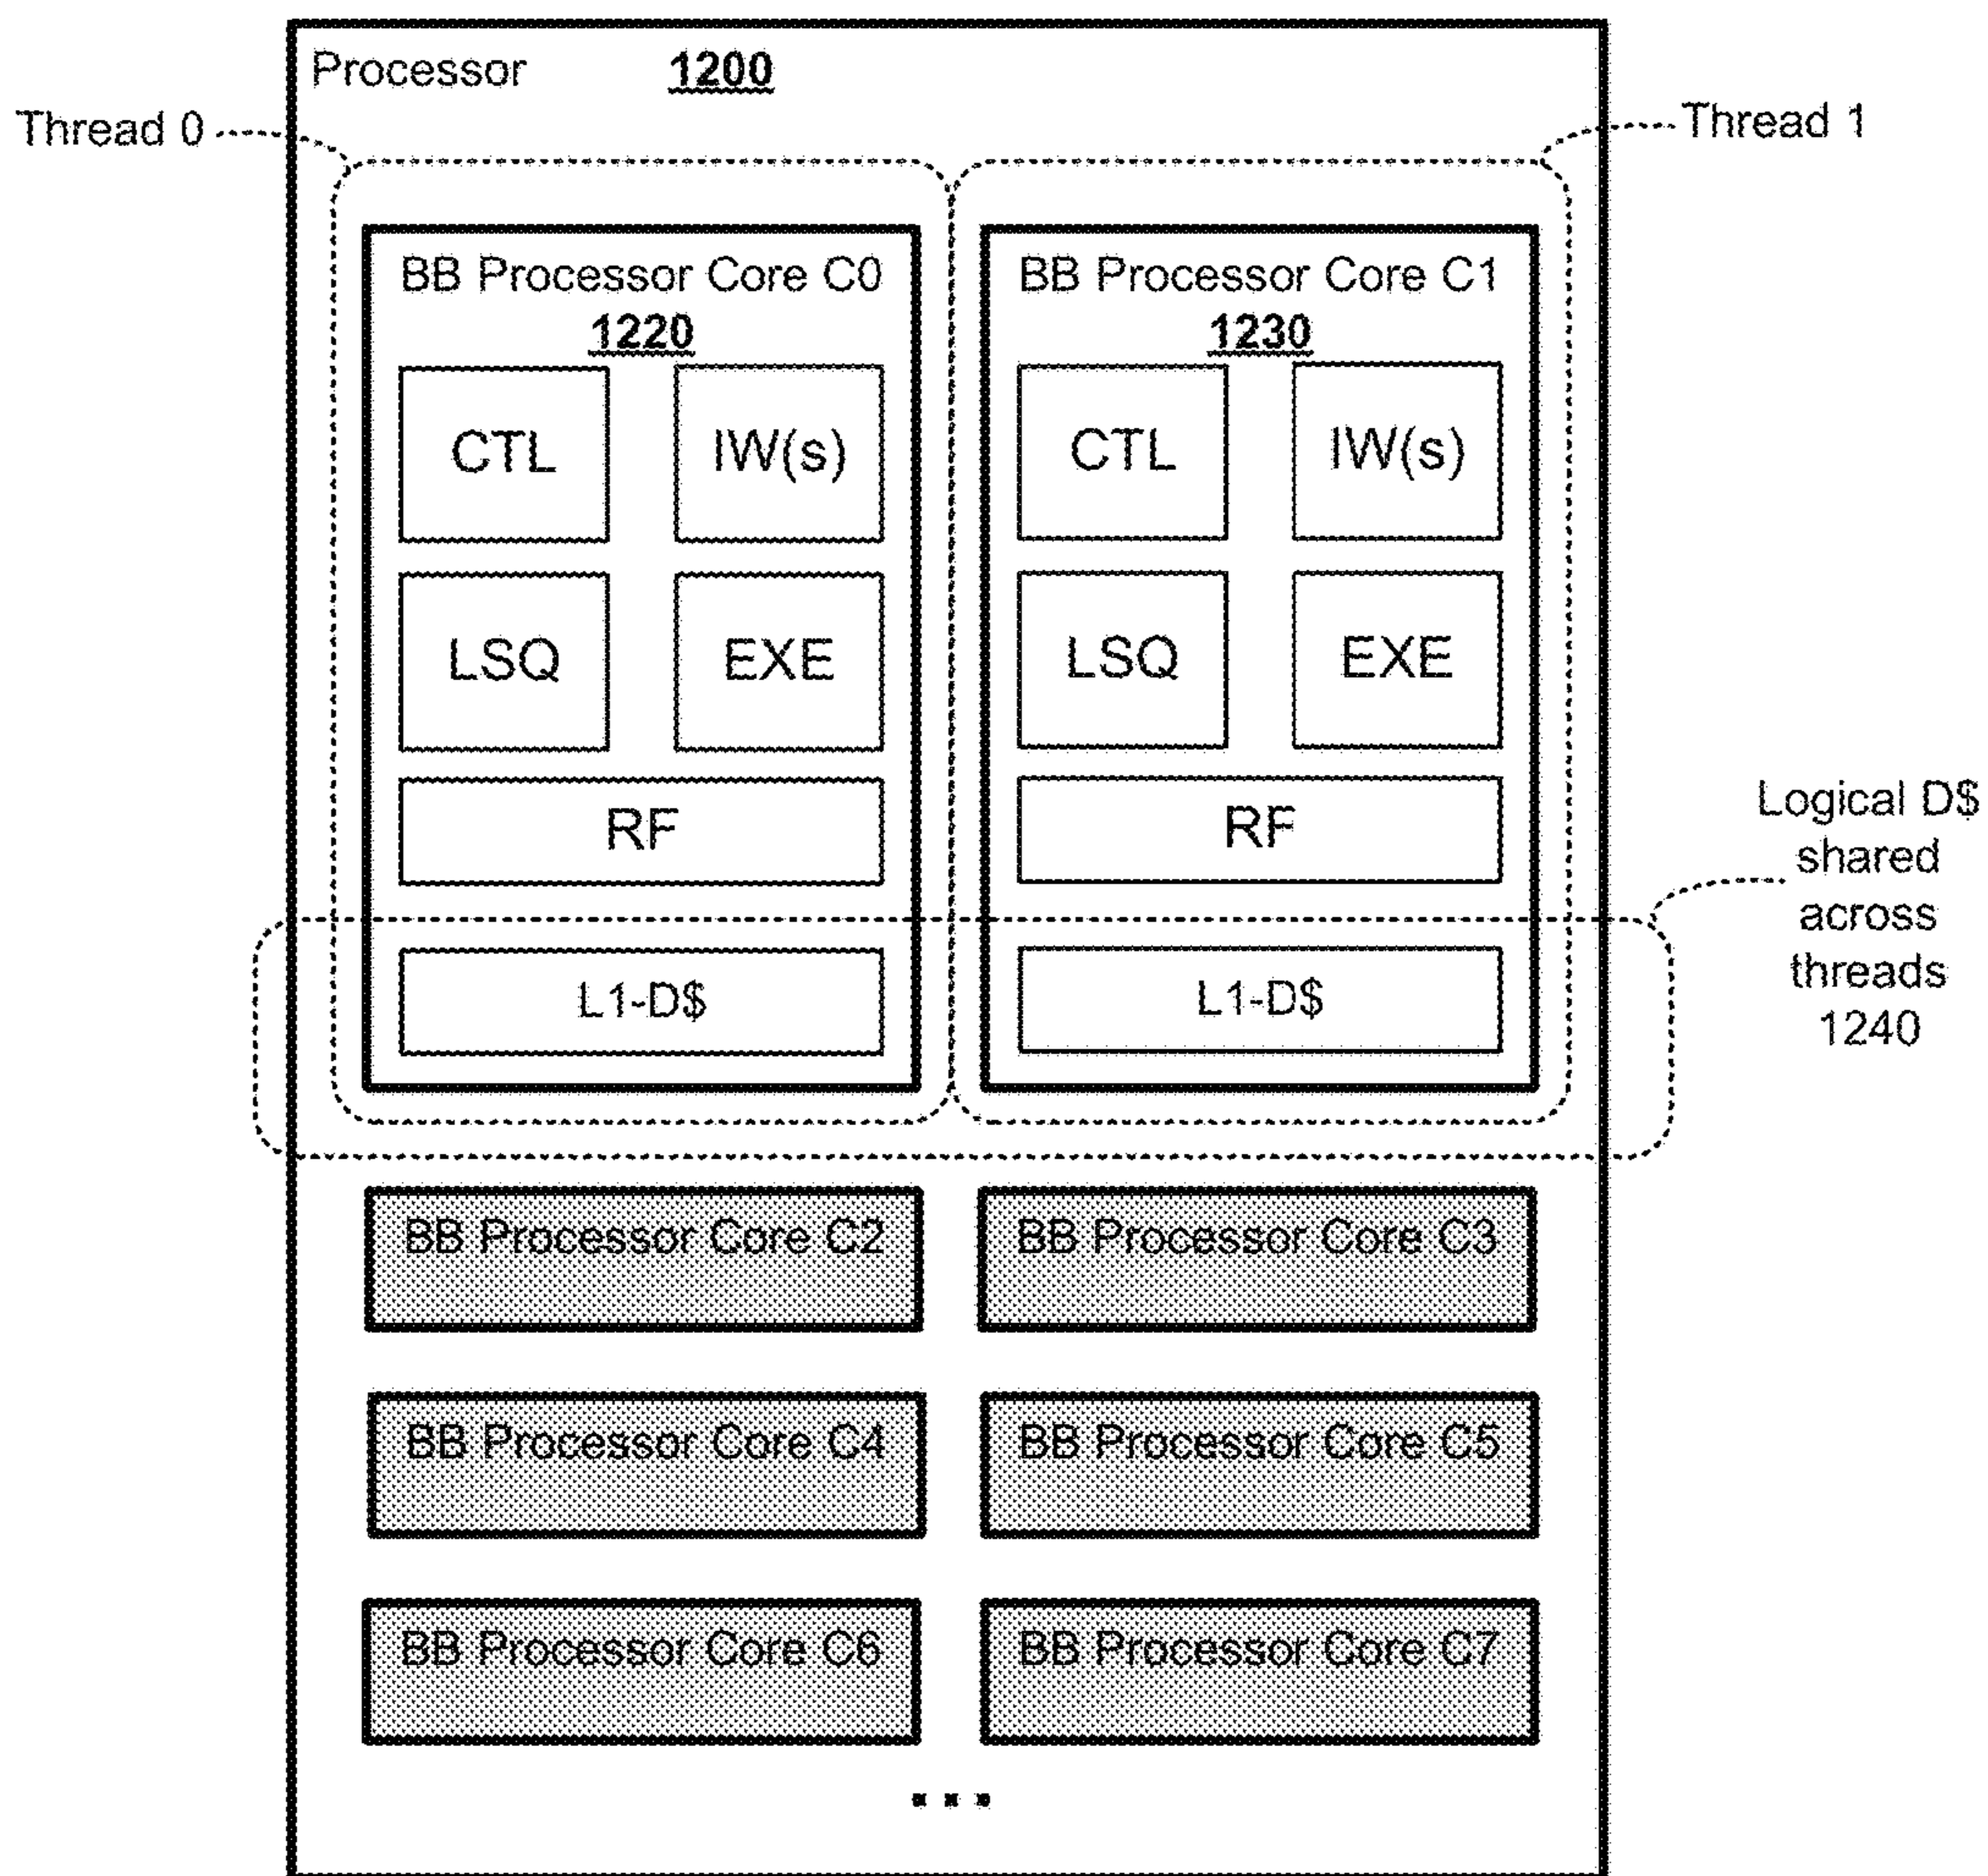 Processor 1200
Thread 0
Thread 1
BB Processor Core C0
1220
CTL
IW(s)
LSQ
EXE
RF
L1-D$
BB Processor Core C1
1230
CTL
IW(s)
LSQ
EXE
RF
L1-D$
Logical D$
shared
across
threads
1240
BB Processor Core C2
BB Processor Core C3
BB Processor Core C4
BB Processor Core C5
BB Processor Core C6
BB Processor Core C7
...